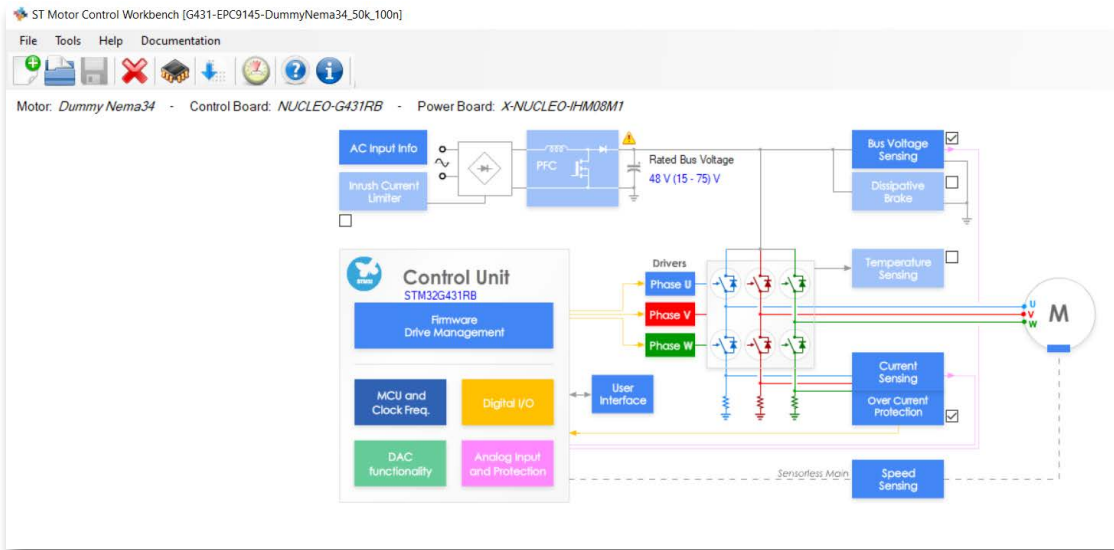 ST Motor Control Workbench [G431-EPC9145-DummyNema34_50k_100n]
File Tools Help Documentation
Motor: Dummy Nema34 - Control Board: NUCLEO-G431RB - Power Board: X-NUCLEO-IHM08M1
AC Input Info
Inrush Current
Limiter
PFC
Rated Bus Voltage
48 V (15 - 75) V
Bus Voltage
Sensing
Dissipative
Brake
Temperature
Sensing
STM32
Control Unit
STM32G431RB
Firmware
Drive Management
MCU and
Clock Freq.
Digital I/O
DAC
functionality
Analog Input
and Protection
User
Interface
Drivers
Phase U
Phase V
Phase W
U
V
W
M
Current
Sensing
Over Current
Protection
Sensorless Main
Speed
Sensing